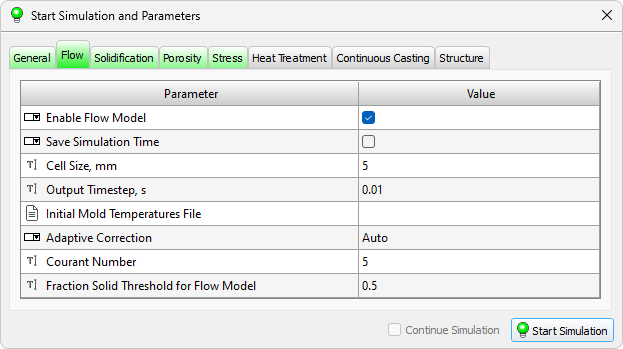 Start Simulation and Parameters
General Flow Solidification Porosity Stress Heat Treatment Continuous Casting Structure
Parameter Value
Enable Flow Model
Save Simulation Time
Cell Size, mm 5
Output Timestep, s 0.01
Initial Mold Temperatures File
Adaptive Correction Auto
Courant Number 5
Fraction Solid Threshold for Flow Model 0.5
Continue Simulation Start Simulation